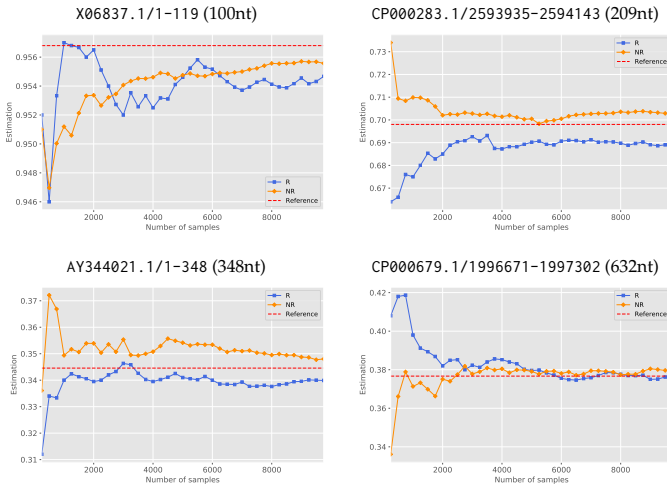 X06837.1/1-119 (100nt)
CP000283.1/2593935-2594143 (209nt)
0.956
0.954
0.952
0.950
0.948
0.946
Estimation
2000
4000
6000
8000
Number of samples
R
NR
Reference
0.73
0.72
0.71
0.70
0.69
0.68
0.67
Estimation
2000
4000
6000
8000
Number of samples
R
NR
Reference
AY344021.1/1-348 (348nt)
CP000679.1/1996671-1997302 (632nt)
0.37
0.36
0.35
0.34
0.33
0.32
0.31
Estimation
2000
4000
6000
8000
Number of samples
R
NR
Reference
0.42
0.40
0.38
0.36
0.34
Estimation
2000
4000
6000
8000
Number of samples
R
NR
Reference